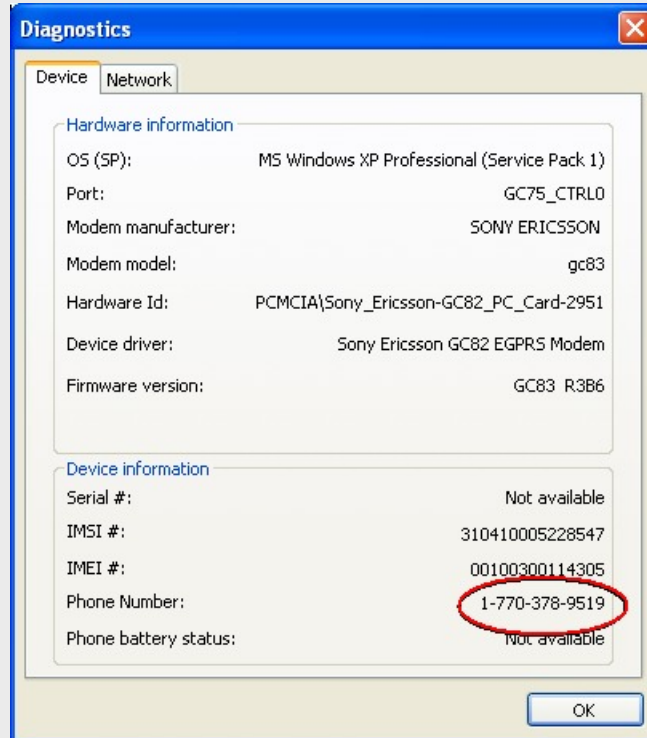 Diagnostics
Device Network
Hardware information
OS (SP): MS Windows XP Professional (Service Pack 1)
Port: GC75_CTRL0
Modem manufacturer: SONY ERICSSON
Modem model: gc83
Hardware Id: PCMCIA\Sony_Ericsson-GC82_PC_Card-2951
Device driver: Sony Ericsson GC82 EGPRS Modem
Firmware version: GC83 R3B6
Device information
Serial #: Not available
IMSI #: 310410005228547
IMEI #: 00100300114305
Phone Number: 1-770-378-9519
Phone battery status: Not available
OK